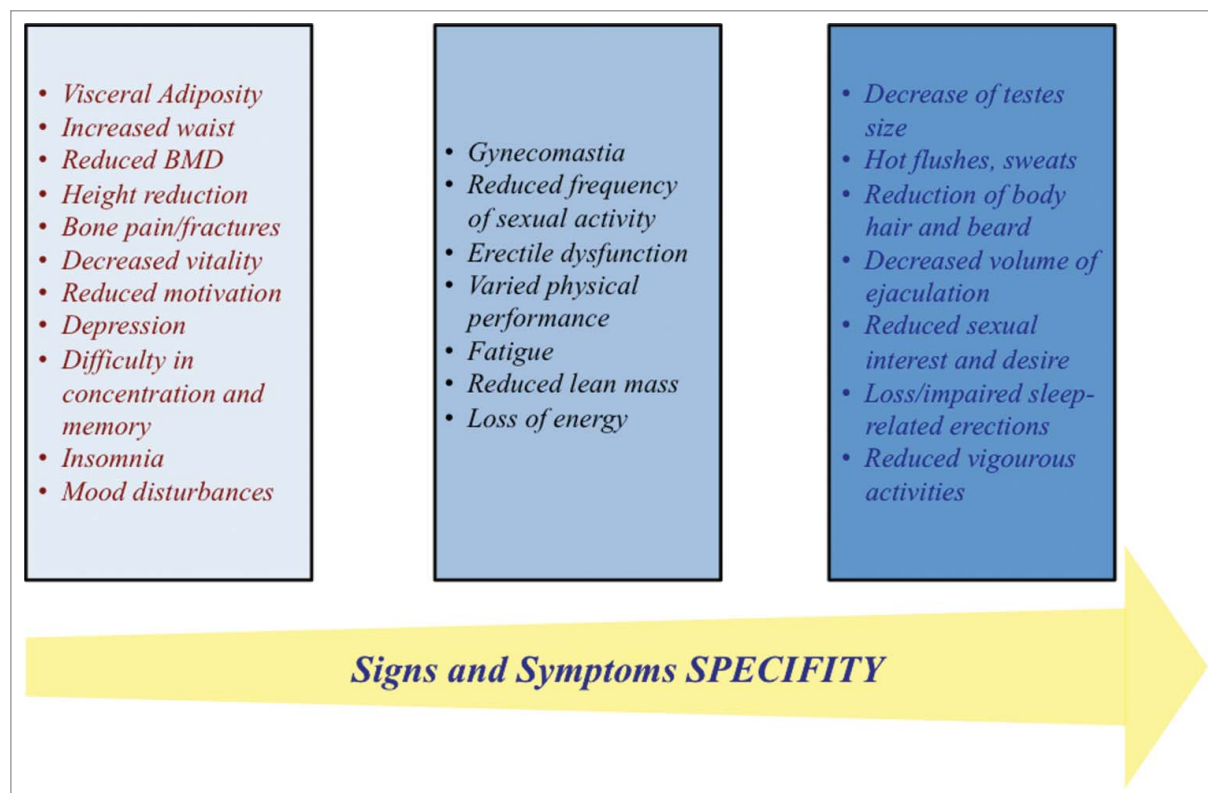 • Visceral Adiposity
• Increased waist
• Reduced BMD
• Height reduction
• Bone pain/fractures
• Decreased vitality
• Reduced motivation
• Depression
• Difficulty in
concentration and
memory
• Insomnia
• Mood disturbances
• Gynecomastia
• Reduced frequency
of sexual activity
• Erectile dysfunction
• Varied physical
performance
• Fatigue
• Reduced lean mass
• Loss of energy
• Decrease of testes
size
• Hot flushes, sweats
• Reduction of body
hair and beard
• Decreased volume of
ejaculation
• Reduced sexual
interest and desire
• Loss/impaired sleep-
related erections
• Reduced vigourous
activities
Signs and Symptoms SPECIFITY